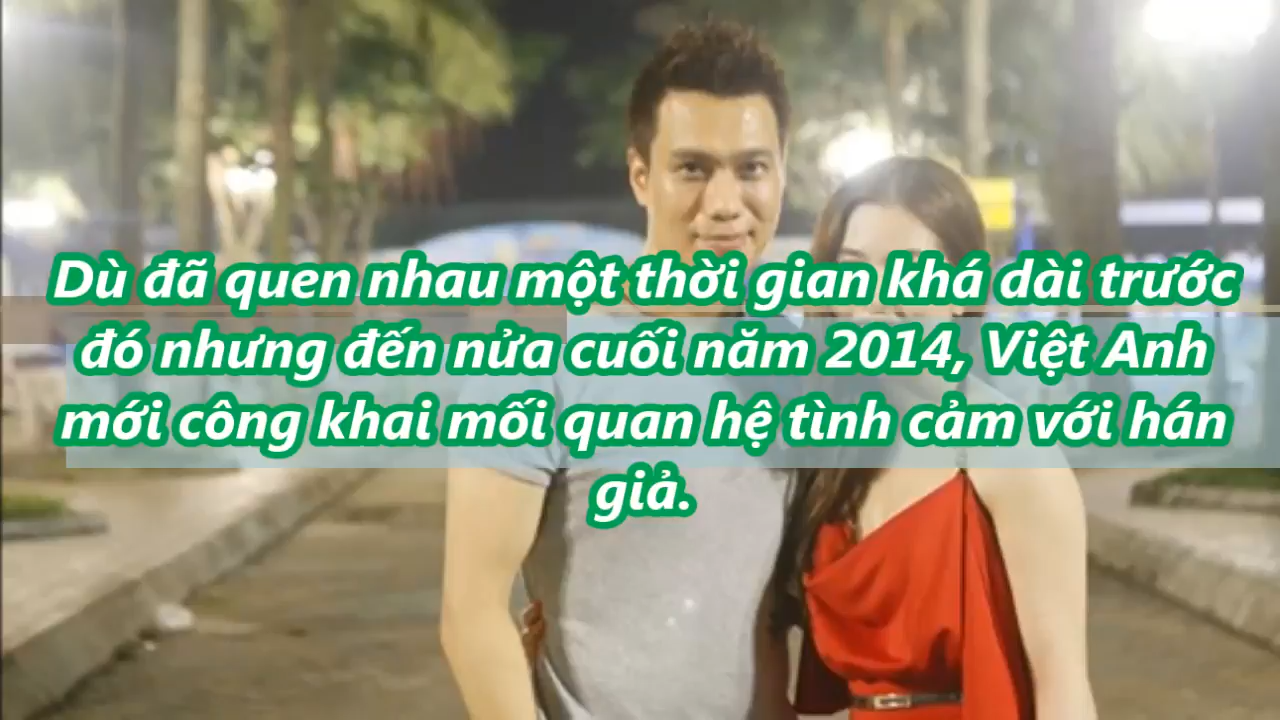 Dù đã quen nhau một thời gian khá dài trước
đó nhưng đến nửa cuối năm 2014, Việt Anh
mới công khai mối quan hệ tình cảm với hán
giả.